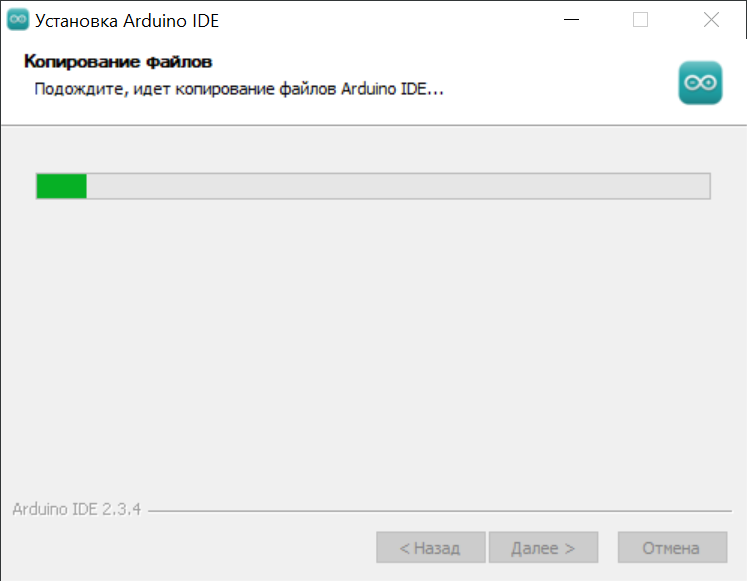 Установка Arduino IDE
Копирование файлов
Подождите, идет копирование файлов Arduino IDE...
Arduino IDE 2.3.4
< Назад
Далее >
Отмена